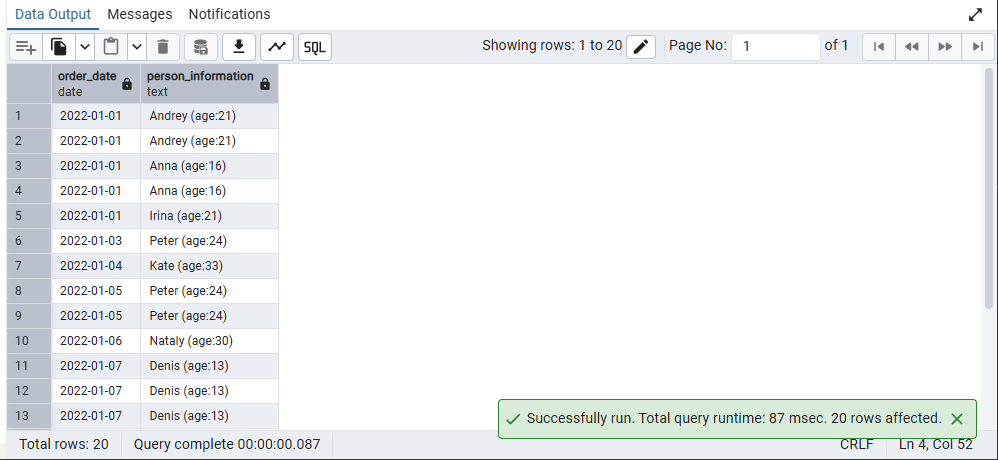 Data Output Messages Notifications
SQL Showing rows: 1 to 20 Page No: 1 of 1
order_date person_information
date text
1 2022-01-01 Andrey (age:21)
2 2022-01-01 Andrey (age:21)
3 2022-01-01 Anna (age:16)
4 2022-01-01 Anna (age:16)
5 2022-01-01 Irina (age:21)
6 2022-01-03 Peter (age:24)
7 2022-01-04 Kate (age:33)
8 2022-01-05 Peter (age:24)
9 2022-01-05 Peter (age:24)
10 2022-01-06 Nataly (age:30)
11 2022-01-07 Denis (age:13)
12 2022-01-07 Denis (age:13)
13 2022-01-07 Denis (age:13)
Successfully run. Total query runtime: 87 msec. 20 rows affected.
Total rows: 20 Query complete 00:00:00.087 CRLF Ln 4, Col 52